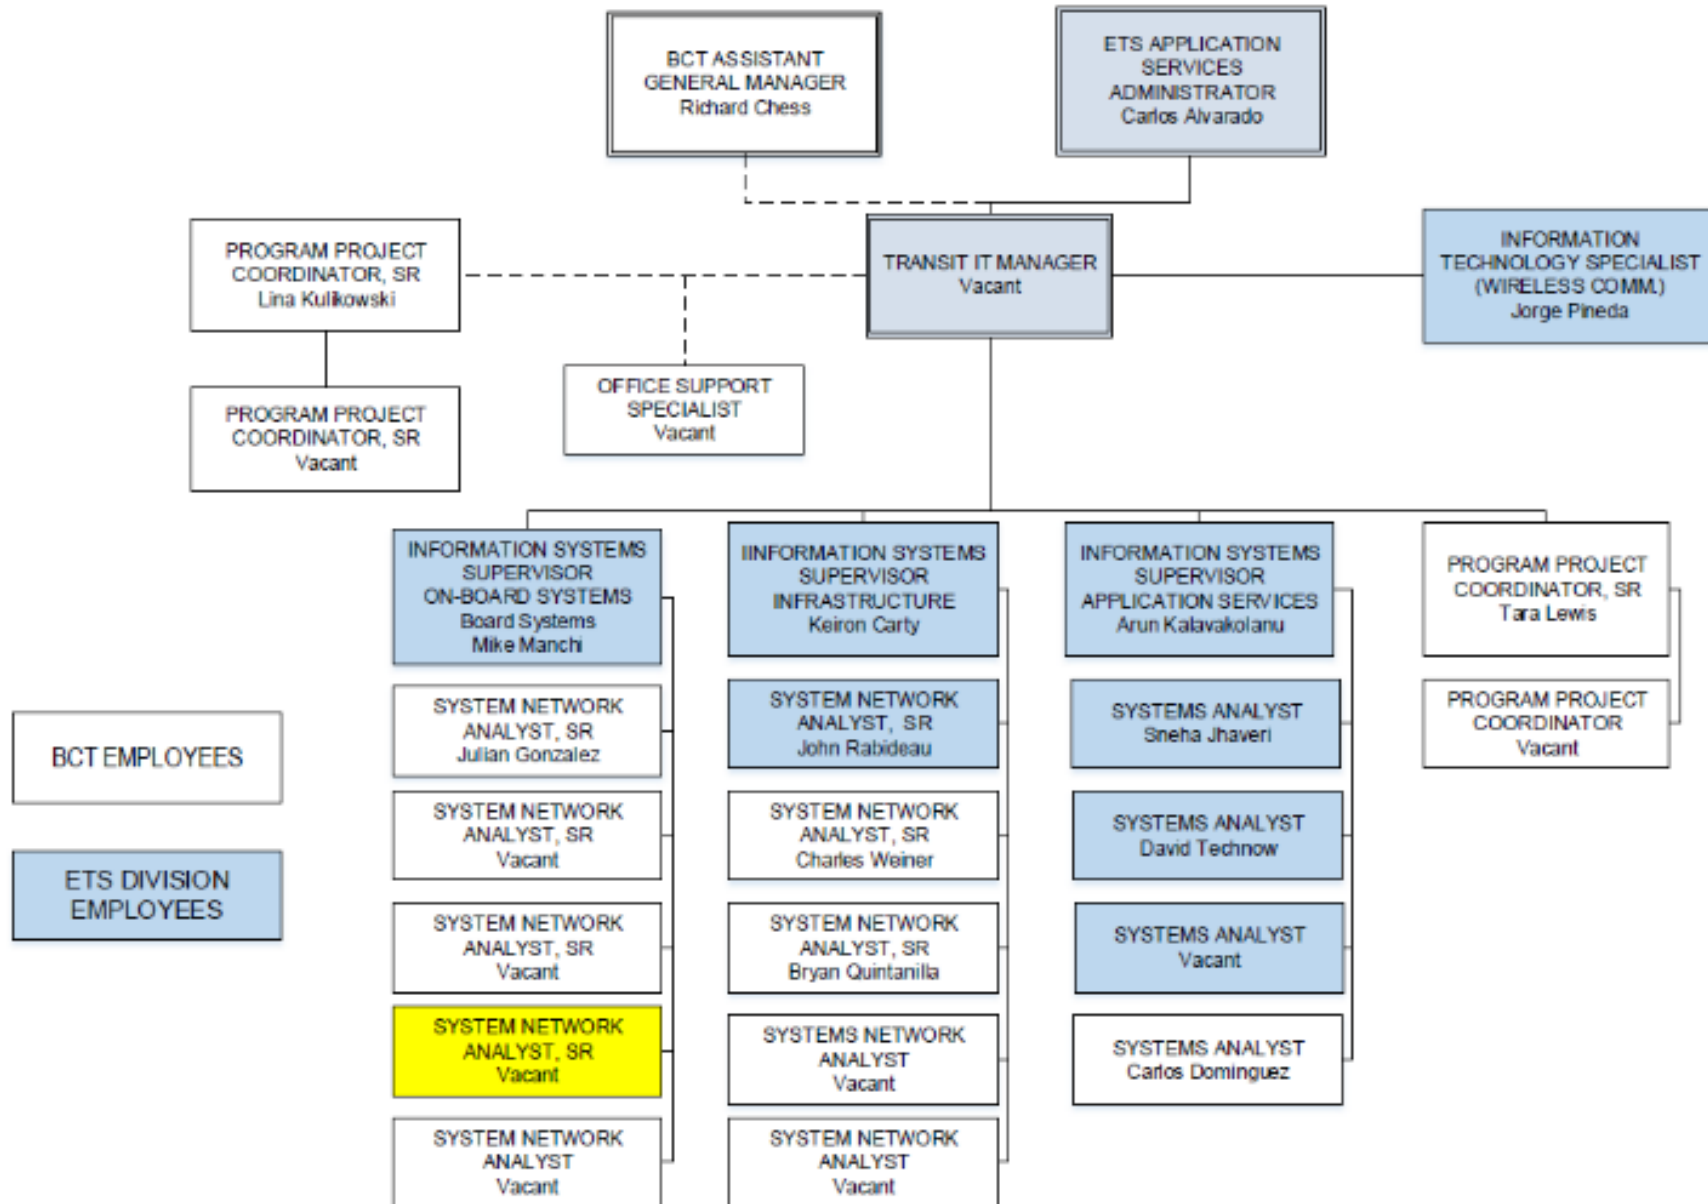 BCT ASSISTANT
GENERAL MANAGER
Richard Chess
ETS APPLICATION
SERVICES
ADMINISTRATOR
Carlos Alvarado
PROGRAM PROJECT
COORDINATOR, SR
Lina Kulikowski
TRANSIT IT MANAGER
Vacant
INFORMATION
TECHNOLOGY SPECIALIST
(WIRELESS COMM.)
Jorge Pineda
PROGRAM PROJECT
COORDINATOR, SR
Vacant
OFFICE SUPPORT
SPECIALIST
Vacant
INFORMATION SYSTEMS
SUPERVISOR
ON-BOARD SYSTEMS
Board Systems
Mike Manchi
SYSTEM NETWORK
ANALYST, SR
Julian Gonzalez
SYSTEM NETWORK
ANALYST, SR
Vacant
SYSTEM NETWORK
ANALYST, SR
Vacant
SYSTEM NETWORK
ANALYST, SR
Vacant
SYSTEM NETWORK
ANALYST
Vacant
IINFORMATION SYSTEMS
SUPERVISOR
INFRASTRUCTURE
Keiron Carty
SYSTEM NETWORK
ANALYST, SR
John Rabideau
SYSTEM NETWORK
ANALYST, SR
Charles Weiner
SYSTEM NETWORK
ANALYST, SR
Bryan Quintanilla
SYSTEMS NETWORK
ANALYST
Vacant
SYSTEM NETWORK
ANALYST
Vacant
INFORMATION SYSTEMS
SUPERVISOR
APPLICATION SERVICES
Arun Kalavakolanu
SYSTEMS ANALYST
Sneha Jhaveri
SYSTEMS ANALYST
David Technow
SYSTEMS ANALYST
Vacant
SYSTEMS ANALYST
Carlos Dominguez
PROGRAM PROJECT
COORDINATOR, SR
Tara Lewis
PROGRAM PROJECT
COORDINATOR
Vacant
BCT EMPLOYEES
ETS DIVISION
EMPLOYEES